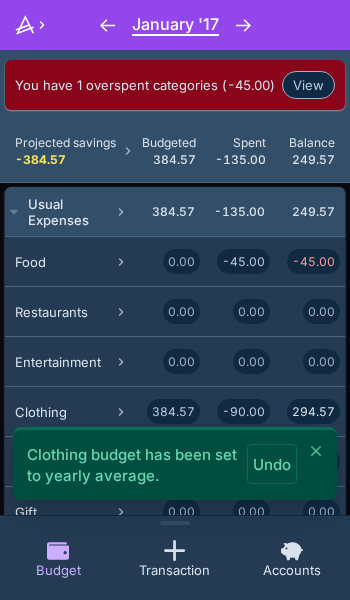 January '17
You have 1 overspent categories (-45.00) View
Projected savings Budgeted Spent Balance
-384.57 384.57 -135.00 249.57
Usual
Expenses 384.57 -135.00 249.57
Food 0.00 -45.00 -45.00
Restaurants 0.00 0.00 0.00
Entertainment 0.00 0.00 0.00
Clothing 384.57 -90.00 294.57
Clothing budget has been set
to yearly average.
Undo
Gift 0.00 0.00 0.00
Budget Transaction Accounts